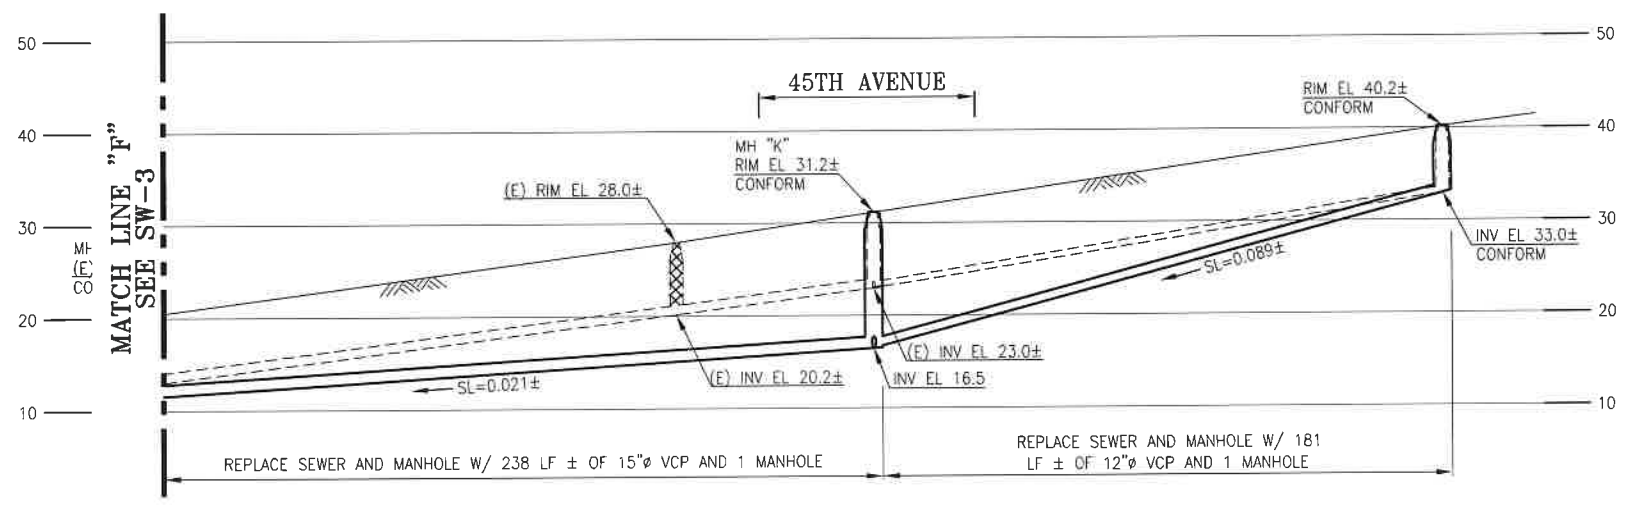 50
50
45TH AVENUE
RIM EL 40.2±
CONFORM
40
40
MH "K"
RIM EL 31.2±
CONFORM
(E) RIM EL 28.0±
MATCH LINE "F"
SEE SW-3
30
30
MH
(E)
CO
INV EL 33.0±
CONFORM
SL=0.089±
20
20
(E) INV EL 23.0±
(E) INV EL 20.2±
INV EL 16.5
SL=0.021±
10
10
REPLACE SEWER AND MANHOLE W/ 238 LF ± OF 15"ø VCP AND 1 MANHOLE
REPLACE SEWER AND MANHOLE W/ 181
LF ± OF 12"ø VCP AND 1 MANHOLE